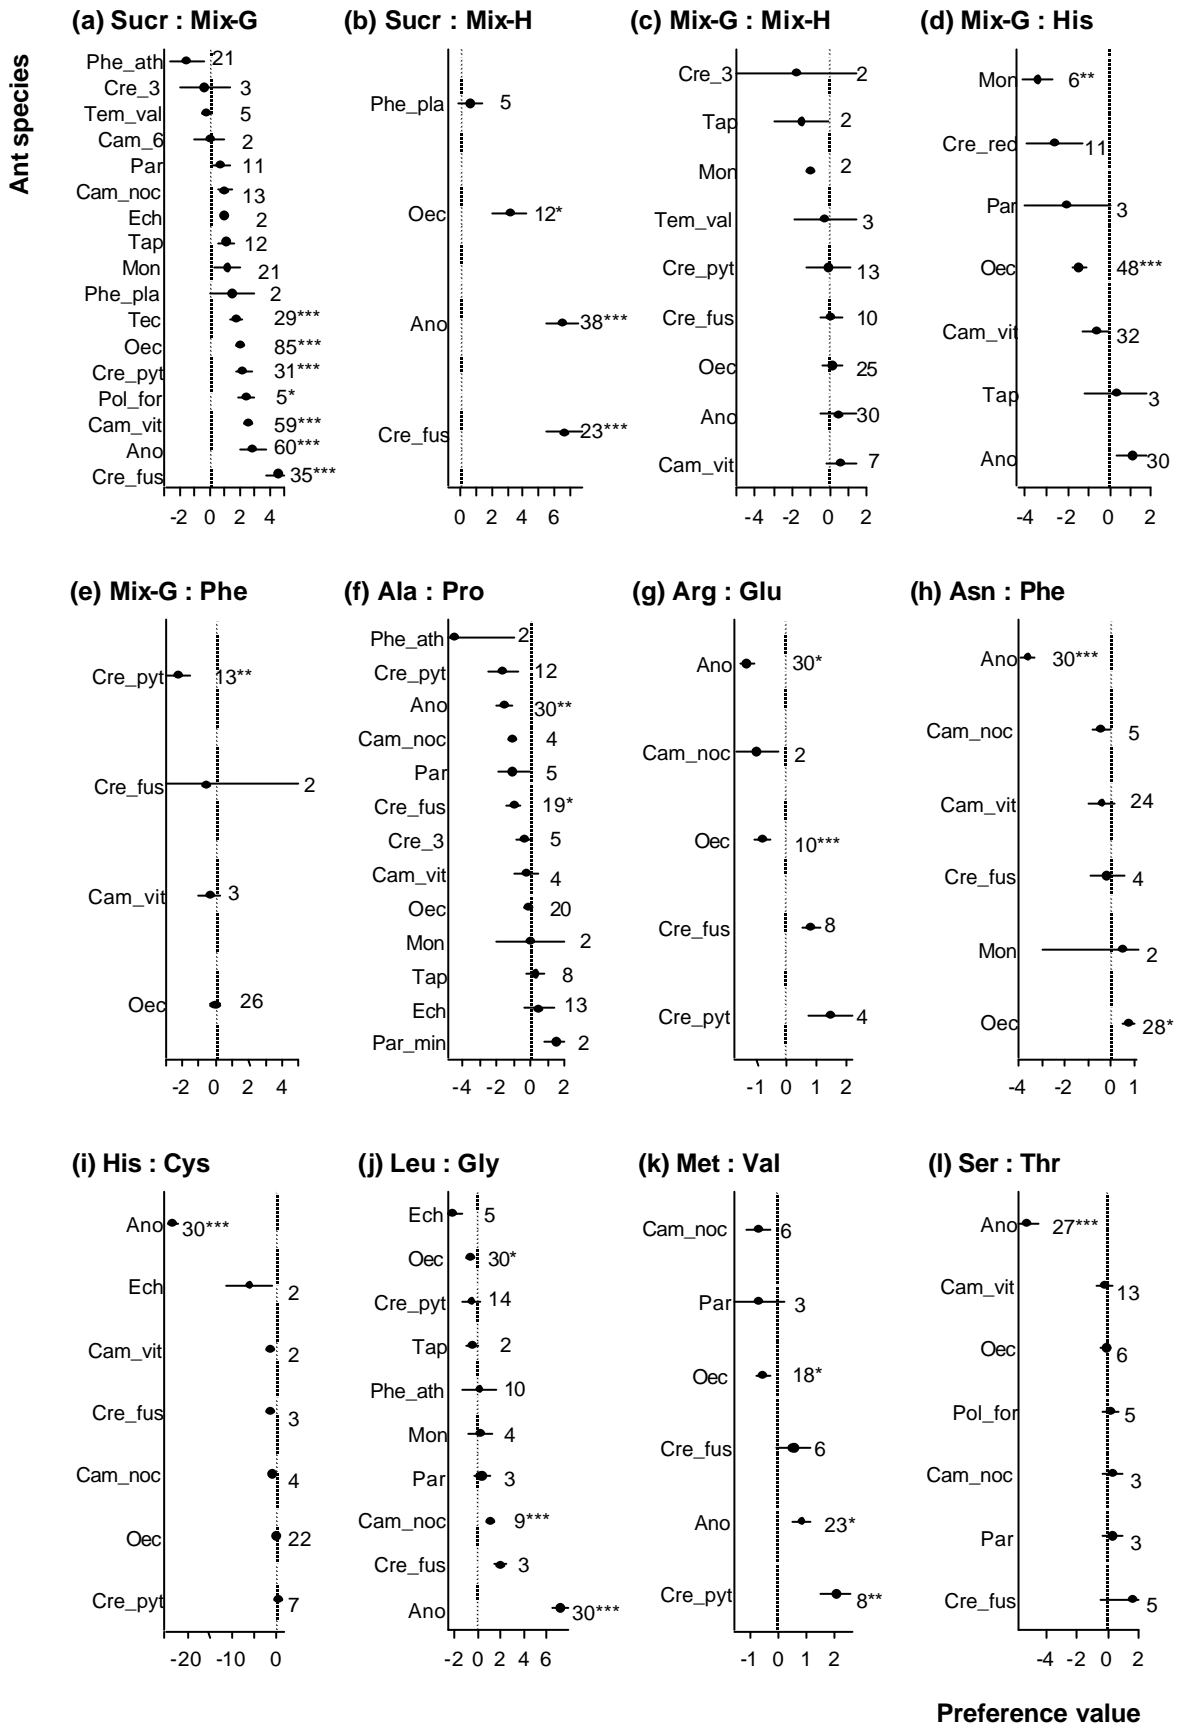 (a) Sucr : Mix-G
(b) Sucr : Mix-H
(c) Mix-G : Mix-H
(d) Mix-G : His
Ant species
Phe_ath 21
Cre_3 3
Tem_val 5
Cam_6 2
Par 11
Cam_noc 13
Ech 2
Tap 12
Mon 21
Phe_pla 2
Tec 29***
Oec 85***
Cre_pyt 31***
Pol_for 5*
Cam_vit 59***
Ano 60***
Cre_fus 35***
-2 0 2 4
Phe_pla 5
Oec 12*
Ano 38***
Cre_fus 23***
0 2 4 6
Cre_3 2
Tap 2
Mon 2
Tem_val 3
Cre_pyt 13
Cre_fus 10
Oec 25
Ano 30
Cam_vit 7
-4 -2 0 2
Mon 6**
Cre_red 11
Par 3
Oec 48***
Cam_vit 32
Tap 3
Ano 30
-4 -2 0 2
(e) Mix-G : Phe
(f) Ala : Pro
(g) Arg : Glu
(h) Asn : Phe
Cre_pyt 13**
Cre_fus 2
Cam_vit 3
Oec 26
-2 0 2 4
Phe_ath 2
Cre_pyt 12
Ano 30**
Cam_noc 4
Par 5
Cre_fus 19*
Cre_3 5
Cam_vit 4
Oec 20
Mon 2
Tap 8
Ech 13
Par_min 2
-4 -2 0 2
Ano 30*
Cam_noc 2
Oec 10***
Cre_fus 8
Cre_pyt 4
-1 0 1 2
Ano 30***
Cam_noc 5
Cam_vit 24
Cre_fus 4
Mon 2
Oec 28*
-4 -2 0 1
(i) His : Cys
(j) Leu : Gly
(k) Met : Val
(l) Ser : Thr
Ano 30***
Ech 2
Cam_vit 2
Cre_fus 3
Cam_noc 4
Oec 22
Cre_pyt 7
-20 -10 0
Ech 5
Oec 30*
Cre_pyt 14
Tap 2
Phe_ath 10
Mon 4
Par 3
Cam_noc 9***
Cre_fus 3
Ano 30***
-2 0 2 4 6
Cam_noc 6
Par 3
Oec 18*
Cre_fus 6
Ano 23*
Cre_pyt 8**
-1 0 1 2
Ano 27***
Cam_vit 13
Oec 6
Pol_for 5
Cam_noc 3
Par 3
Cre_fus 5
-4 -2 0 2
Preference value